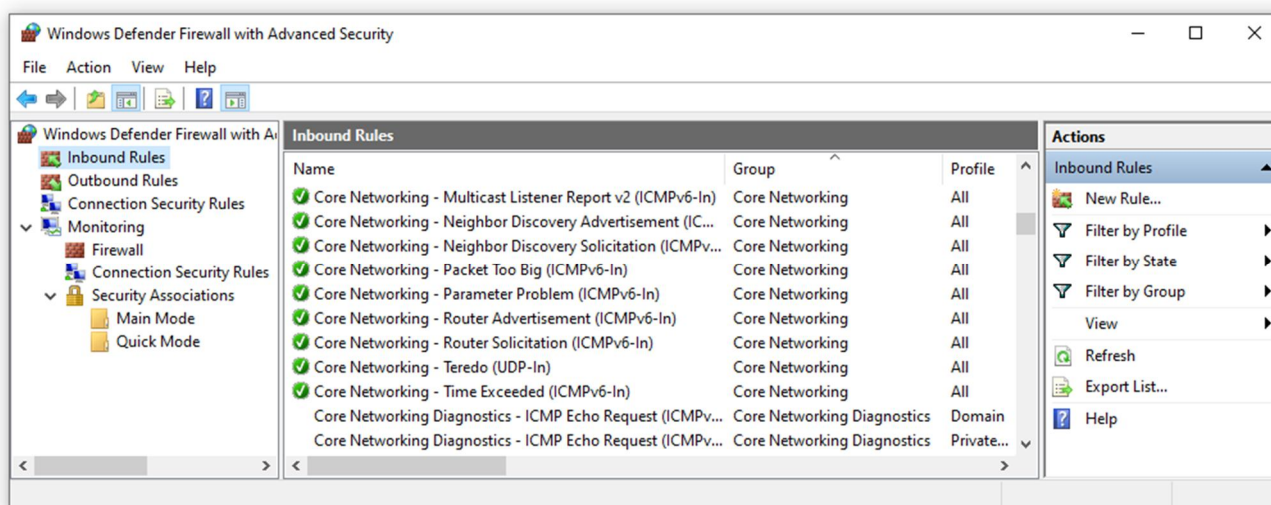 Windows Defender Firewall with Advanced Security
File Action View Help
Windows Defender Firewall with A
Inbound Rules
Outbound Rules
Connection Security Rules
Monitoring
Firewall
Connection Security Rules
Security Associations
Main Mode
Quick Mode
Inbound Rules
Name Group Profile
Core Networking - Multicast Listener Report v2 (ICMPv6-In) Core Networking All
Core Networking - Neighbor Discovery Advertisement (IC... Core Networking All
Core Networking - Neighbor Discovery Solicitation (ICMPv... Core Networking All
Core Networking - Packet Too Big (ICMPv6-In) Core Networking All
Core Networking - Parameter Problem (ICMPv6-In) Core Networking All
Core Networking - Router Advertisement (ICMPv6-In) Core Networking All
Core Networking - Router Solicitation (ICMPv6-In) Core Networking All
Core Networking - Teredo (UDP-In) Core Networking All
Core Networking - Time Exceeded (ICMPv6-In) Core Networking All
Core Networking Diagnostics - ICMP Echo Request (ICMPv... Core Networking Diagnostics Domain
Core Networking Diagnostics - ICMP Echo Request (ICMPv... Core Networking Diagnostics Private...
Actions
Inbound Rules
New Rule...
Filter by Profile
Filter by State
Filter by Group
View
Refresh
Export List...
Help